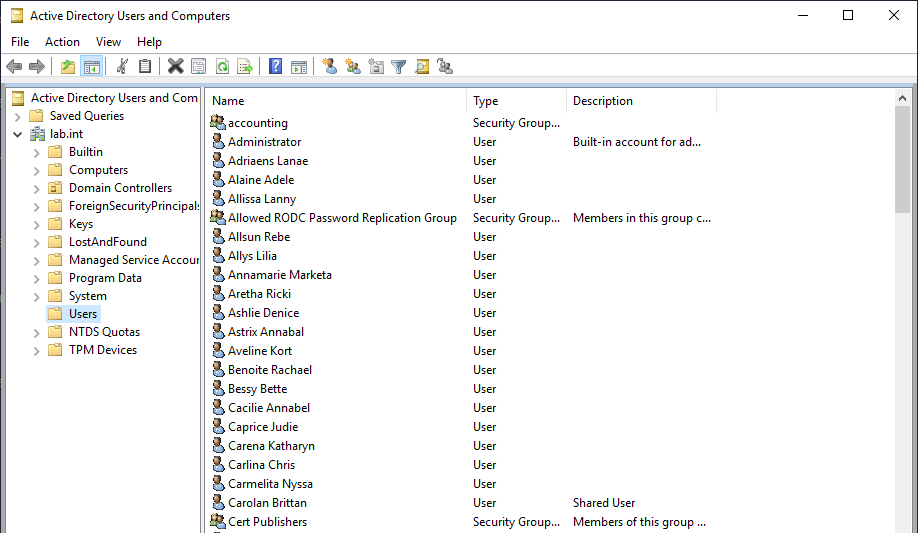 Active Directory Users and Computers
File Action View Help
Active Directory Users and Com
Saved Queries
lab.int
Builtin
Computers
Domain Controllers
ForeignSecurityPrincipals
Keys
LostAndFound
Managed Service Accour
Program Data
System
Users
NTDS Quotas
TPM Devices
Name Type Description
accounting Security Group...
Administrator User Built-in account for ad...
Adriaens Lanae User
Alaine Adele User
Allissa Lanny User
Allowed RODC Password Replication Group Security Group... Members in this group c...
Allsun Rebe User
Allys Lilia User
Annamarie Marketa User
Aretha Ricki User
Ashlie Denice User
Astrix Annabal User
Aveline Kort User
Benoite Rachael User
Bessy Bette User
Cacilie Annabel User
Caprice Judie User
Carena Katharyn User
Carlina Chris User
Carmelita Nyssa User
Carolan Brittan User Shared User
Cert Publishers Security Group... Members of this group ...